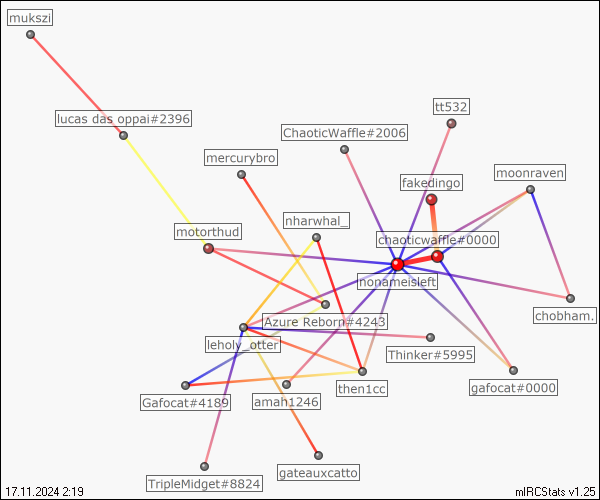 mukszi
tt532
lucas das oppai#2396
ChaoticWaffle#2006
mercurybro
moonraven
fakedingo
nharwhal_
motorthud
chaoticwaffle#0000
nonameisleft
chobham.
Azure Reborn#4243
leholy_otter
Thinker#5995
then1cc
gafocat#0000
Gafocat#4189
amah1246
gateauxcatto
TripleMidget#8824
17.11.2024 2:19
mIRCStats v1.25